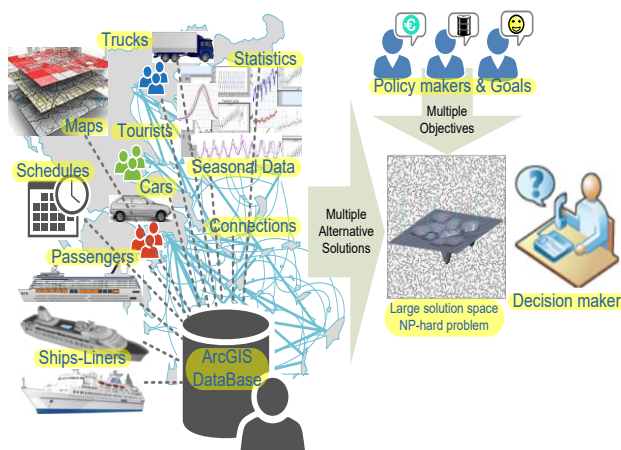 Trucks
Statistics
Maps
Tourists
Schedules
Seasonal Data
Cars
Connections
Passengers
Ships-Liners
ArcGIS
DataBase
€
Policy makers & Goals
Multiple
Objectives
Multiple
Alternative
Solutions
?
Large solution space
NP-hard problem
Decision maker